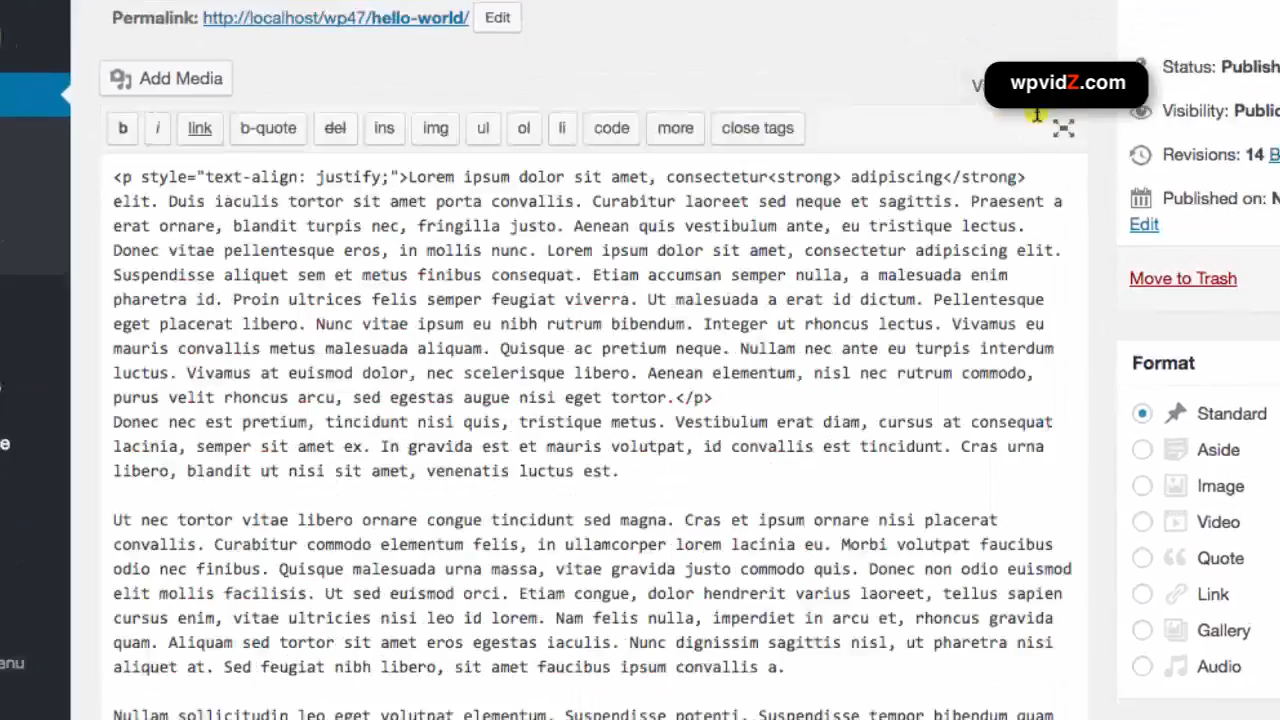 Permalink: http://localhost/wp47/hello-world/ Edit
Add Media
wpvidZ.com
b i link b-quote del ins img ul ol li code more close tags
<p style="text-align: justify;">Lorem ipsum dolor sit amet, consectetur<strong> adipiscing</strong>
elit. Duis iaculis tortor sit amet porta convallis. Curabitur laoreet sed neque et sagittis. Praesent a
erat ornare, blandit turpis nec, fringilla justo. Aenean quis vestibulum ante, eu tristique lectus.
Donec vitae pellentesque eros, in mollis nunc. Lorem ipsum dolor sit amet, consectetur adipiscing elit.
Suspendisse aliquet sem et metus finibus consequat. Etiam accumsan semper nulla, a malesuada enim
pharetra id. Proin ultrices felis semper feugiat viverra. Ut malesuada a erat id dictum. Pellentesque
eget placerat libero. Nunc vitae ipsum eu nibh rutrum bibendum. Integer ut rhoncus lectus. Vivamus eu
mauris convallis metus malesuada aliquam. Quisque ac pretium neque. Nullam nec ante eu turpis interdum
luctus. Vivamus at euismod dolor, nec scelerisque libero. Aenean elementum, nisl nec rutrum commodo,
purus velit rhoncus arcu, sed egestas augue nisi eget tortor.</p>
Donec nec est pretium, tincidunt nisi quis, tristique metus. Vestibulum erat diam, cursus at consequat
lacinia, semper sit amet ex. In gravida est et mauris volutpat, id convallis est tincidunt. Cras urna
libero, blandit ut nisi sit amet, venenatis luctus est.
Ut nec tortor vitae libero ornare congue tincidunt sed magna. Cras et ipsum ornare nisi placerat
convallis. Curabitur commodo elementum felis, in ullamcorper lorem lacinia eu. Morbi volutpat faucibus
odio nec finibus. Quisque malesuada urna massa, vitae gravida justo commodo quis. Donec non odio euismod
elit mollis facilisis. Ut sed euismod orci. Etiam congue, dolor hendrerit varius laoreet, tellus sapien
cursus enim, vitae ultricies nisi leo id lorem. Nam felis nulla, imperdiet in arcu et, rhoncus gravida
quam. Aliquam sed tortor sit amet eros egestas iaculis. Nunc dignissim sagittis nisl, ut pharetra nisi
aliquet at. Sed feugiat nibh libero, sit amet faucibus ipsum convallis a.
Nullam sollicitudin leo eget volutpat elementum. Suspendisse potenti. Suspendisse tempor bibendum quam
Status: Publish
Visibility: Public
Revisions: 14 B
Published on: N
Edit
Move to Trash
Format
Standard
Aside
Image
Video
Quote
Link
Gallery
Audio